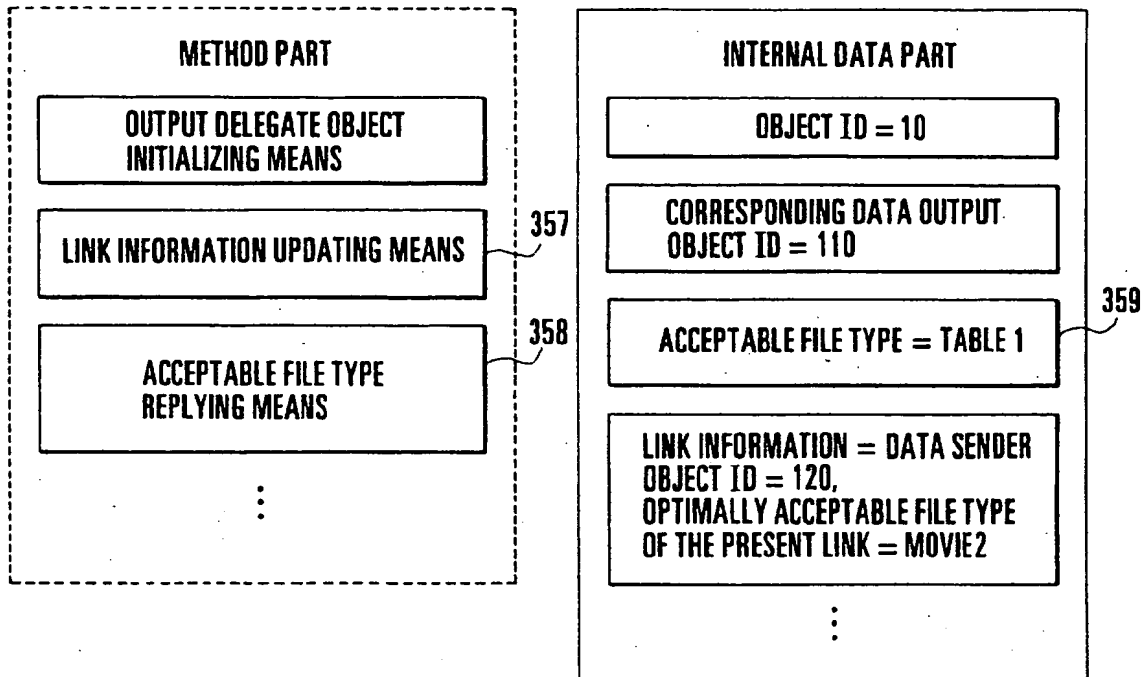 METHOD PART
OUTPUT DELEGATE OBJECT
INITIALIZING MEANS
LINK INFORMATION UPDATING MEANS
357
ACCEPTABLE FILE TYPE
REPLYING MEANS
358
INTERNAL DATA PART
OBJECT ID = 10
CORRESPONDING DATA OUTPUT
OBJECT ID = 110
ACCEPTABLE FILE TYPE = TABLE 1
359
LINK INFORMATION = DATA SENDER
OBJECT ID = 120,
OPTIMALLY ACCEPTABLE FILE TYPE
OF THE PRESENT LINK = MOVIE2